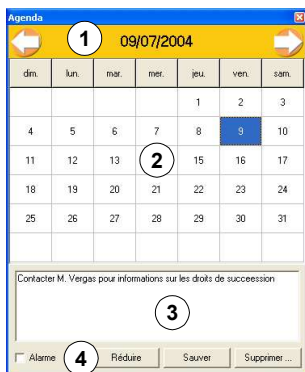 Agenda
1 09/07/2004
dim. lun. mar. mer. jeu. ven. sam.
1 2 3
4 5 6 7 8 9 10
11 12 13 2 15 16 17
18 19 20 21 22 23 24
25 26 27 28 29 30 31
Contacter M. Vergas pour informations sur les droits de succeession
3
Alarme 4 Réduire Sauver Supprimer ...